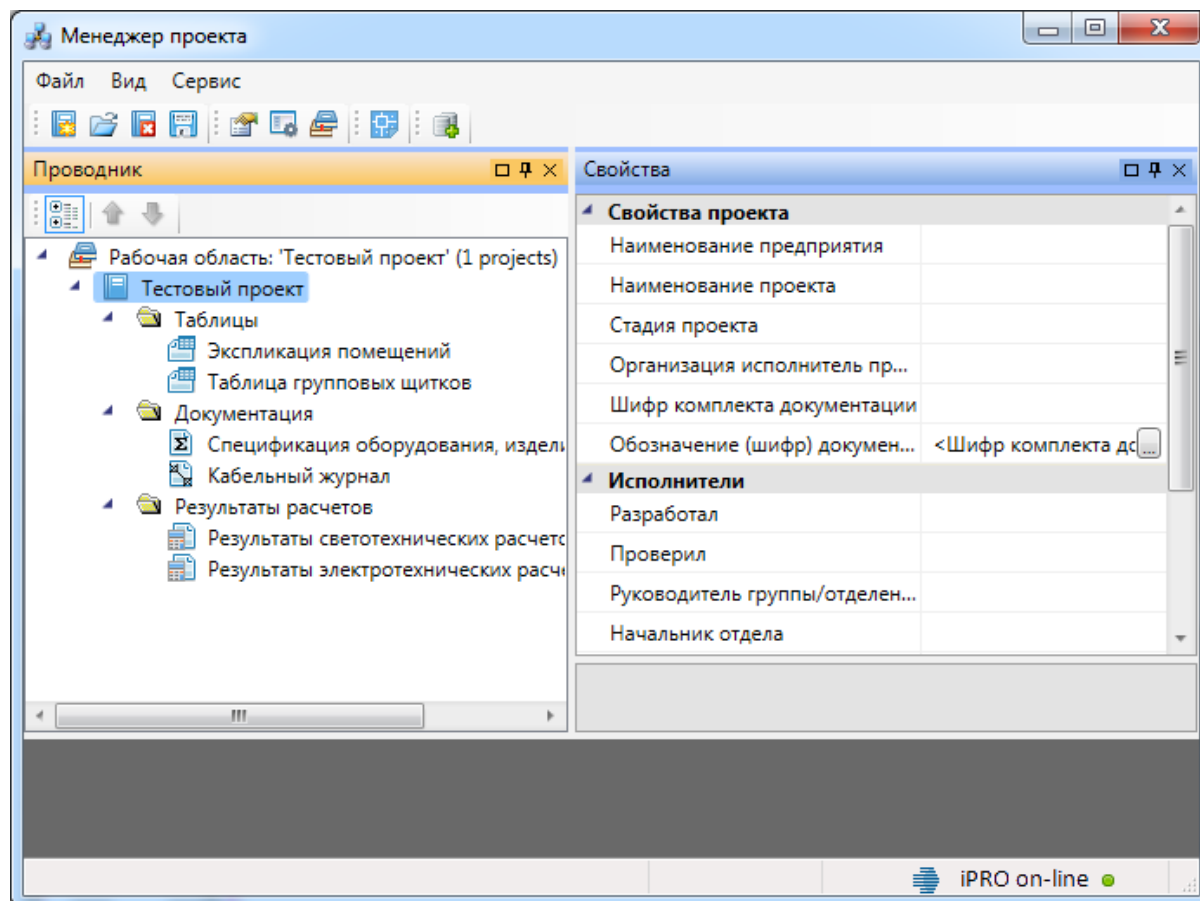 Менеджер проекта
Файл Вид Сервис
Проводник
Рабочая область: 'Тестовый проект' (1 projects)
Тестовый проект
Таблицы
Экспликация помещений
Таблица групповых щитков
Документация
Спецификация оборудования, издели
Кабельный журнал
Результаты расчетов
Результаты светотехнических расчетс
Результаты электротехнических расч
Свойства
Свойства проекта
Наименование предприятия
Наименование проекта
Стадия проекта
Организация исполнитель пр...
Шифр комплекта документации
Обозначение (шифр) докумен... <Шифр комплекта дс ...
Исполнители
Разработал
Проверил
Руководитель группы/отделен...
Начальник отдела
iPRO on-line